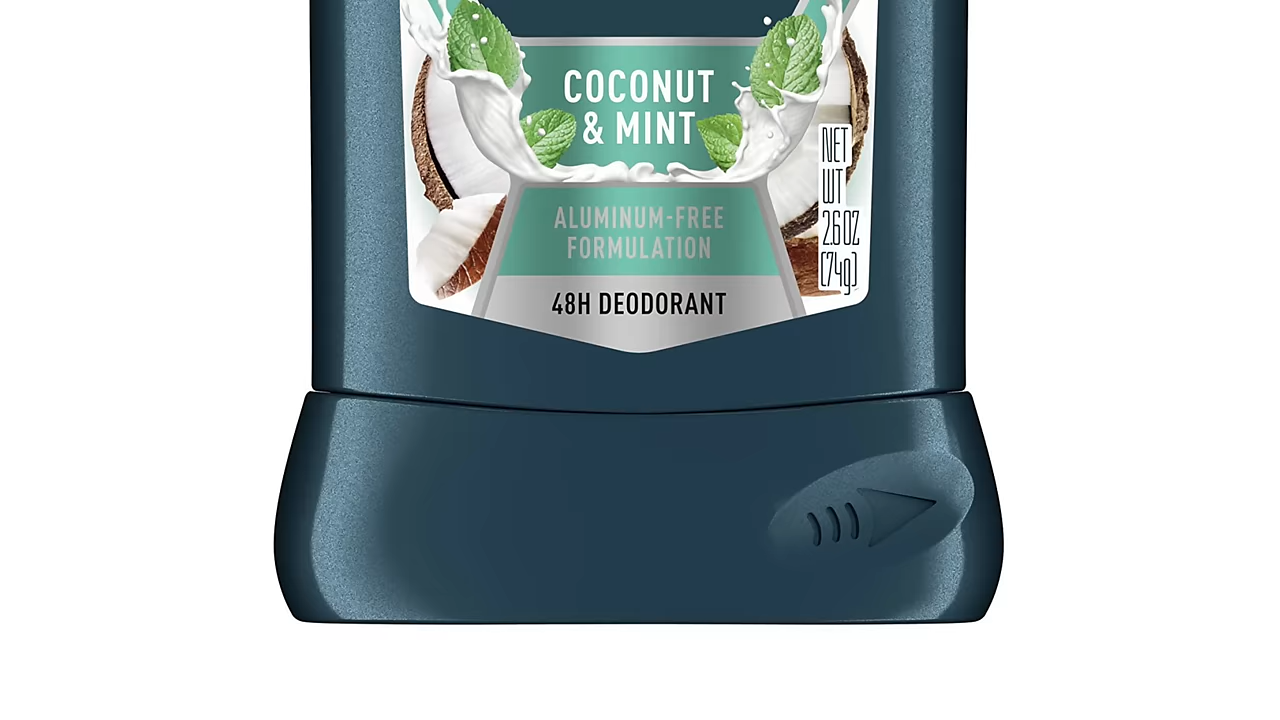 COCONUT
& MINT
ALUMINUM-FREE
FORMULATION
48H DEODORANT
NET
WT
2.6 OZ
(74g)